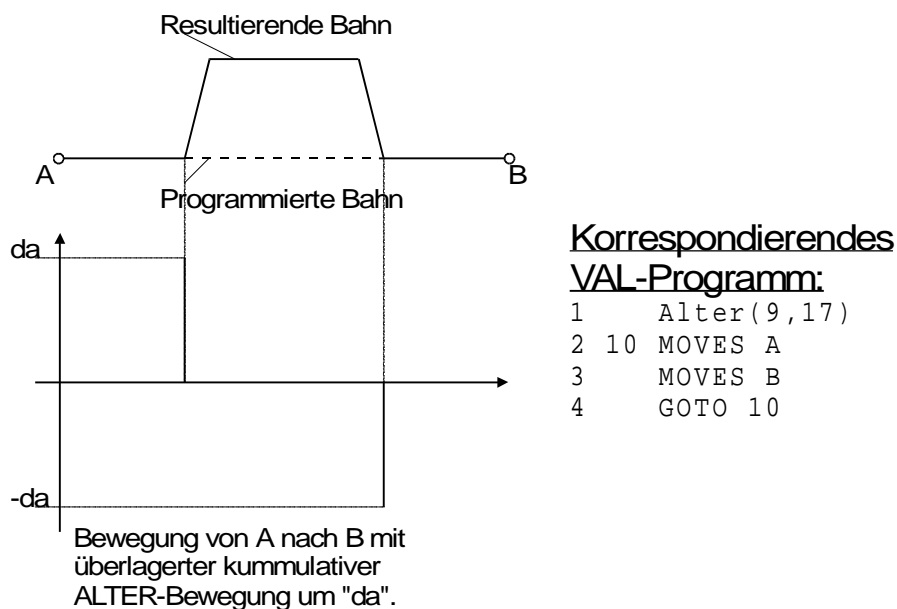 Resultierende Bahn
A
B
Programmierte Bahn
da
-da
Bewegung von A nach B mit
überlagerter kummulativer
ALTER-Bewegung um "da".
Korrespondierendes
VAL-Programm:
1 Alter(9,17)
2 10 MOVES A
3 MOVES B
4 GOTO 10